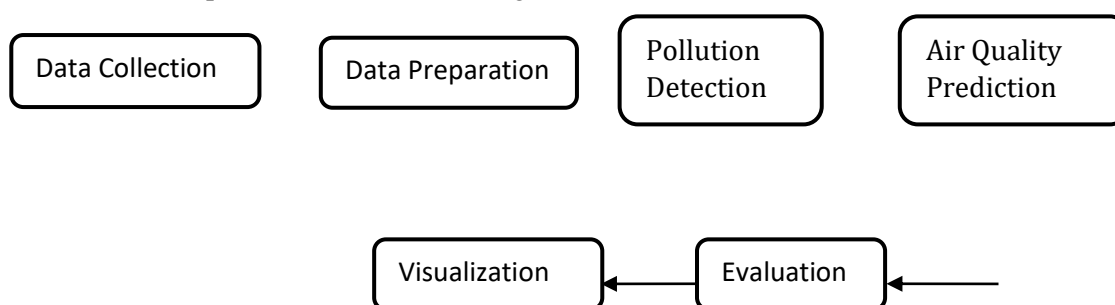 Data Collection
Data Preparation
Pollution
Detection
Air Quality
Prediction
Visualization
Evaluation